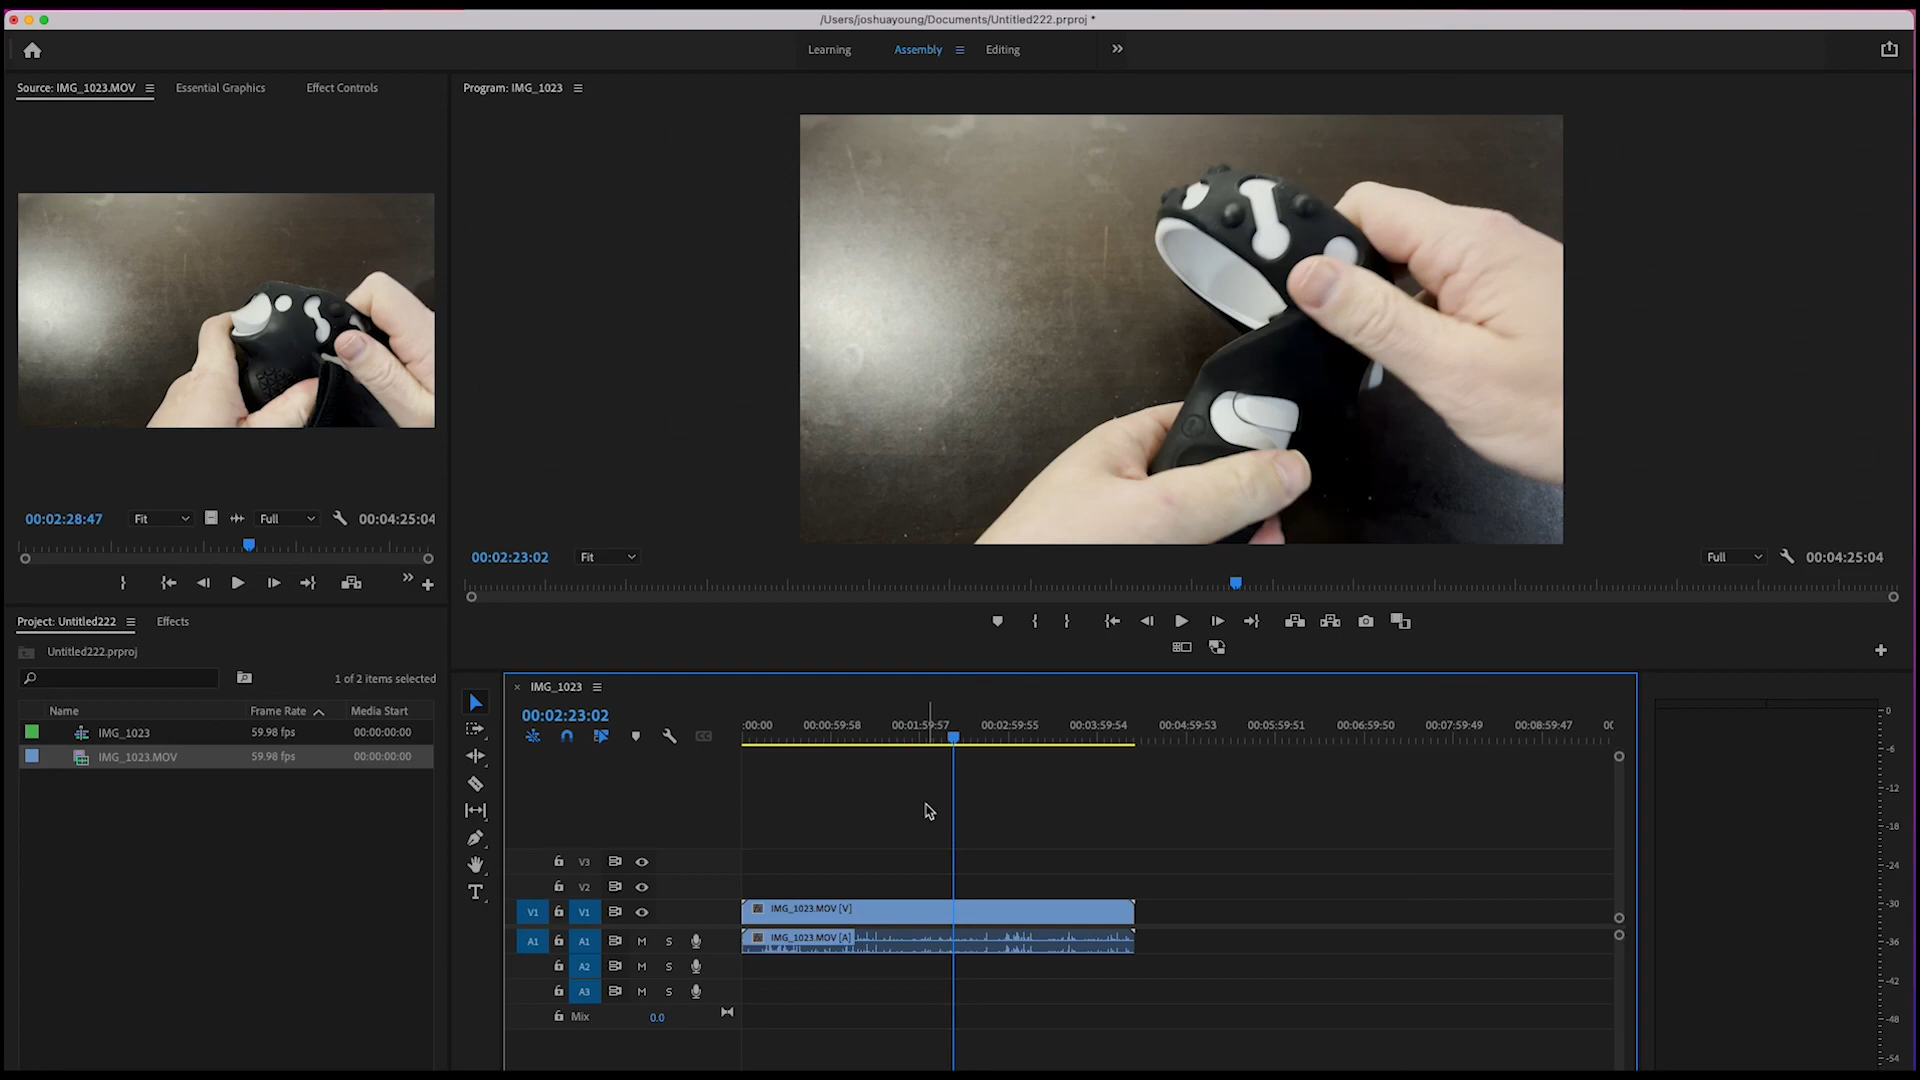 /Users/joshuayoung/Documents/Untitled222.prproj *
Learning
Assembly
Editing
Source: IMG_1023.MOV
Essential Graphics
Effect Controls
Program: IMG_1023
00:02:28:47
Fit
Full
00:04:25:04
00:02:23:02
Fit
Full
00:04:25:04
Project: Untitled222
Effects
Untitled222.prproj
1 of 2 items selected
Name
Frame Rate
Media Start
IMG_1023
59.98 fps
00:00:00:00
IMG_1023.MOV
59.98 fps
00:00:00:00
× IMG_1023
00:02:23:02
:00:00
00:00:59:58
00:01:59:57
00:02:59:55
00:03:59:54
00:04:59:53
00:05:59:51
00:06:59:50
00:07:59:49
00:08:59:47
00
V3
V2
V1
V1
IMG_1023.MOV [V]
A1
A1
M
S
IMG_1023.MOV [A]
A2
M
S
A3
M
S
Mix
0.0
T
0
-6
-12
-18
-24
-30
-36
-42
-48
-54